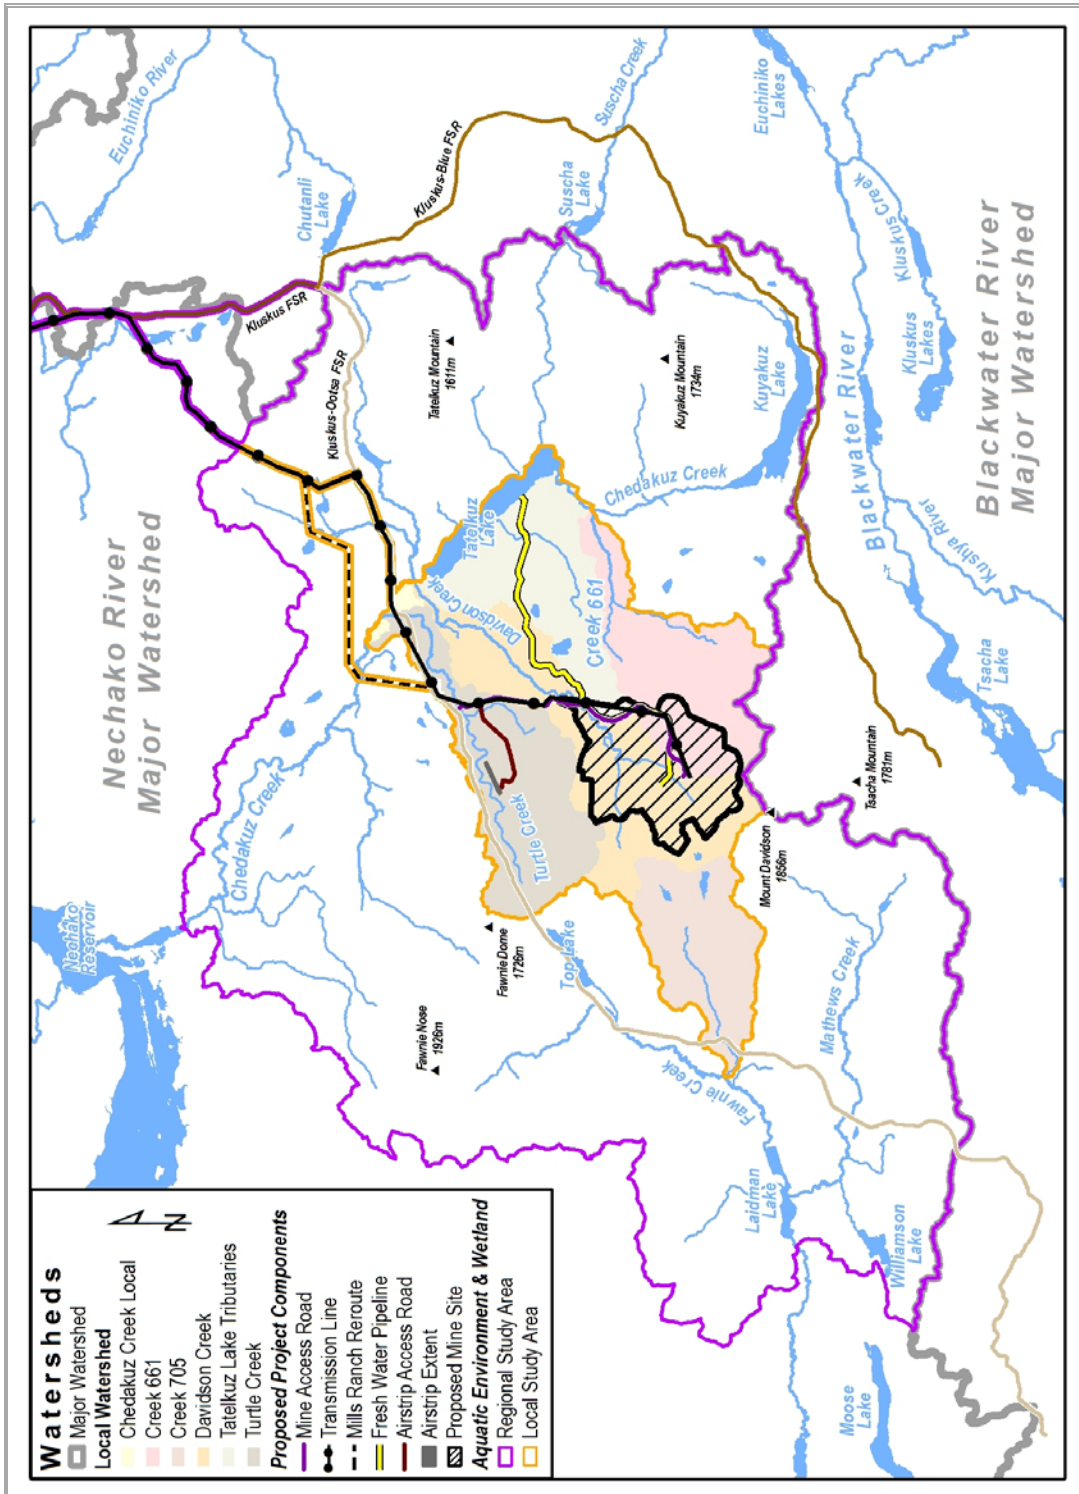 Watersheds
Major Watershed
Local Watershed
Chedakuz Creek Local
Creek 661
Creek 705
Davidson Creek
Tatelkuz Lake Tributaries
Turtle Creek
Proposed Project Components
Mine Access Road
Transmission Line
Mills Ranch Reroute
Fresh Water Pipeline
Airstrip Access Road
Airstrip Extent
Proposed Mine Site
Aquatic Environment & Wetland
Regional Study Area
Local Study Area
N
Nechako
Reservoir
Nechako River
Major Watershed
Euchiniko River
Chutanli
Lake
Kluskus FSR
Kluskus-Blue FSR
Kluskus-Ootsa FSR
Suscha Creek
Suscha
Lake
Euchiniko
Lakes
Kluskus Creek
Kluskus
Lakes
Blackwater River
Major Watershed
Blackwater River
Kushya River
Tsacha
Lake
Tsacha Mountain
1781m
Kuyakuz
Lake
Kuyakuz Mountain
1734m
Tatelkuz Mountain
1611m
Chedakuz Creek
Tatelkuz
Lake
Davidson Creek
Creek 661
Chedakuz Creek
Turtle Creek
Fawnie Dome
1726m
Fawnie Nose
1926m
Top Lake
Mount Davidson
1856m
Mathews Creek
Fawnie Creek
Laidman
Lake
Williamson
Lake
Moose
Lake